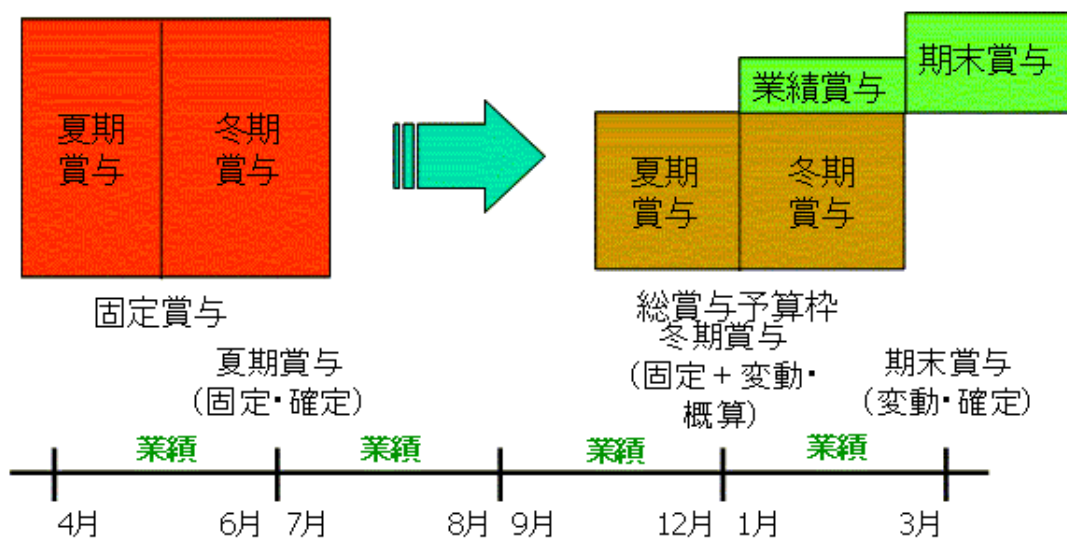 夏期
賞与
冬期
賞与
固定賞与
業績賞与
期末賞与
夏期
賞与
冬期
賞与
総賞与予算枠
夏期賞与
(固定・確定)
冬期賞与
(固定+変動・
概算)
期末賞与
(変動・確定)
業績
業績
業績
業績
4月
6月
7月
8月
9月
12月
1月
3月